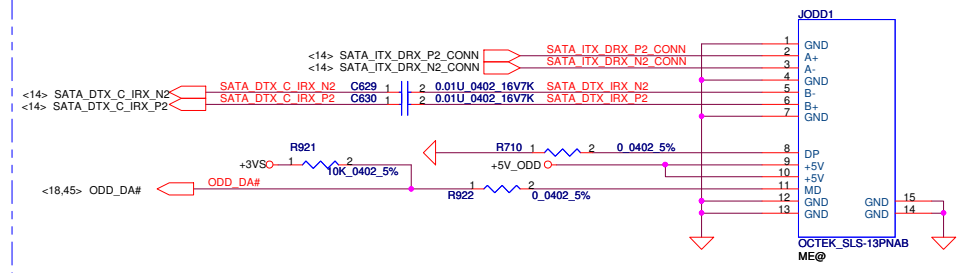 JODD1
1 GND
<14> SATA_ITX_DRX_P2_CONN SATA_ITX_DRX_P2_CONN 2 A+
<14> SATA_ITX_DRX_N2_CONN SATA_ITX_DRX_N2_CONN 3 A-
4 GND
<14> SATA_DTX_C_IRX_N2 SATA_DTX_C_IRX_N2 C629 1 2 0.01U_0402_16V7K SATA_DTX_IRX_N2 5 B-
<14> SATA_DTX_C_IRX_P2 SATA_DTX_C_IRX_P2 C630 1 2 0.01U_0402_16V7K SATA_DTX_IRX_P2 6 B+
7 GND
R710 1 2 0_0402_5% 8 DP
R921
+3VS 1 2 +5V_ODD 9 +5V
10K_0402_5% 10 +5V
<18,45> ODD_DA# ODD_DA# 1 2 11 MD
R922 0_0402_5%
12 GND GND 15
13 GND GND 14
OCTEK_SLS-13PNAB
ME@